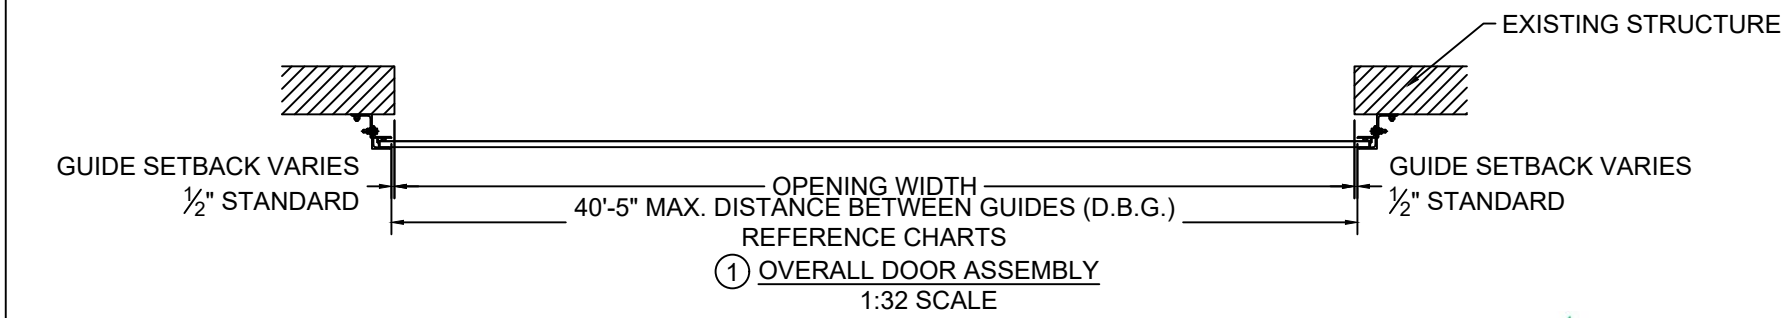 EXISTING STRUCTURE
GUIDE SETBACK VARIES
½" STANDARD
OPENING WIDTH
40'-5" MAX. DISTANCE BETWEEN GUIDES (D.B.G.)
REFERENCE CHARTS
GUIDE SETBACK VARIES
½" STANDARD
1 OVERALL DOOR ASSEMBLY
1:32 SCALE